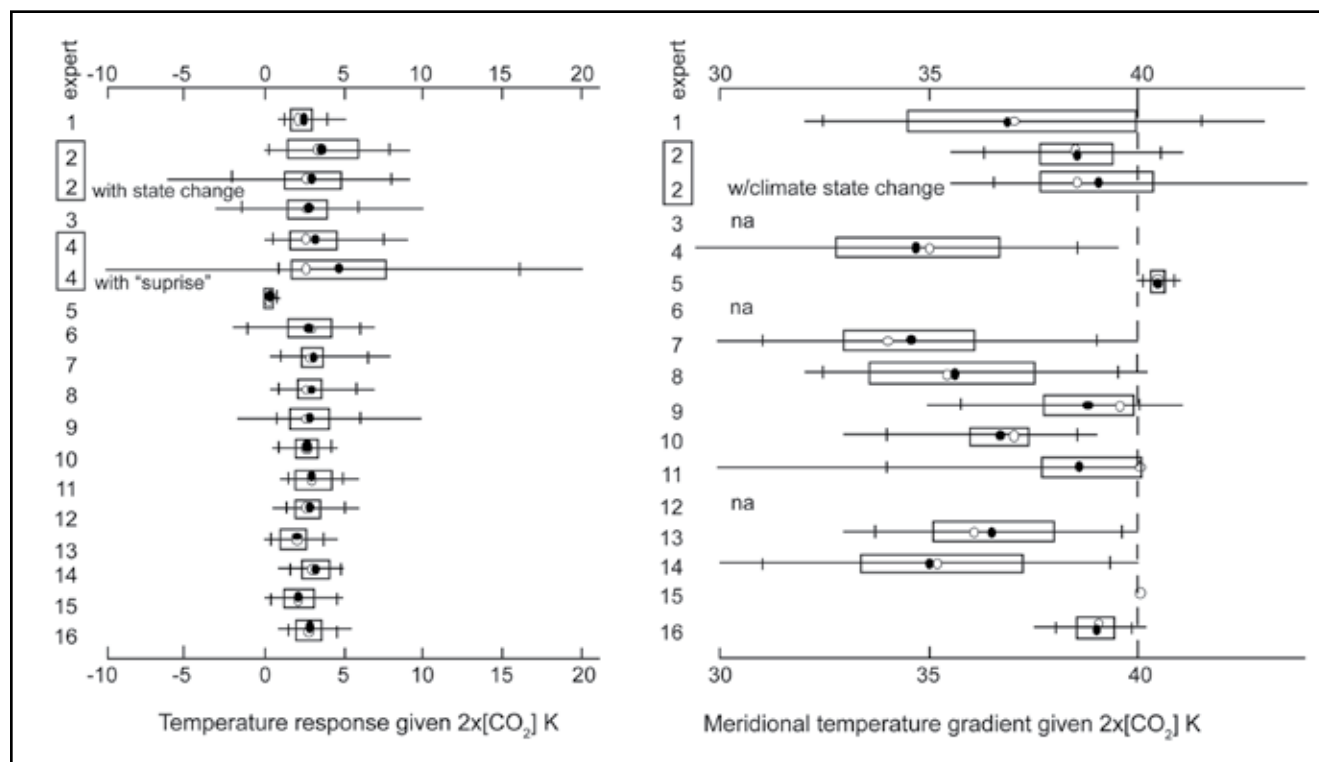 expert
-10 -5 0 5 10 15 20
1
2
2 with state change
3
4
4 with "suprise"
5
6
7
8
9
10
11
12
13
14
15
16
-10 -5 0 5 10 15 20
Temperature response given 2x[CO₂] K
expert
30 35 40
1
2
2 w/climate state change
3 na
4
5
6 na
7
8
9
10
11
12 na
13
14
15
16
30 35 40
Meridional temperature gradient given 2x[CO₂] K